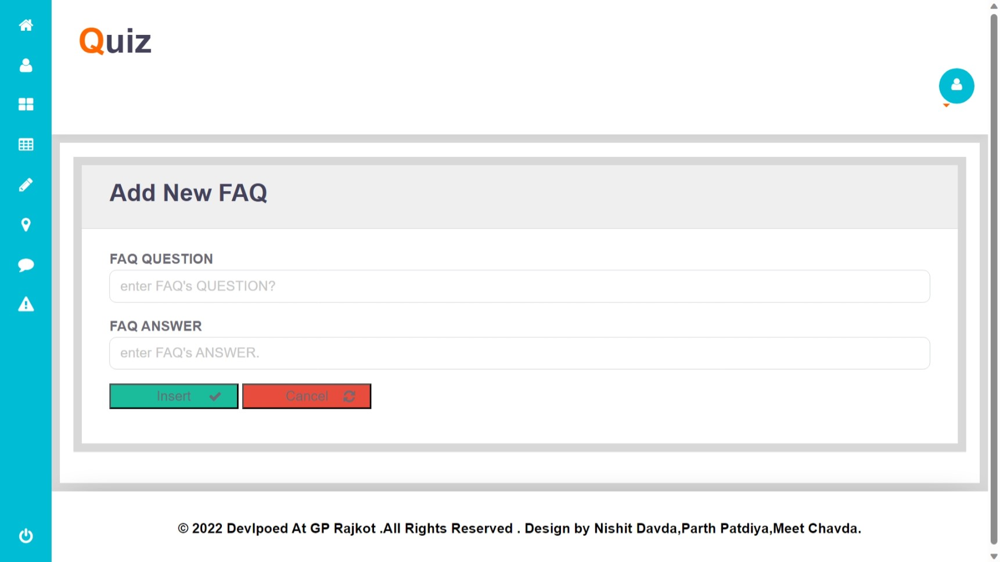 Quiz
Add New FAQ
FAQ QUESTION
enter FAQ's QUESTION?
FAQ ANSWER
enter FAQ's ANSWER.
Insert
Cancel
© 2022 Devlpoed At GP Rajkot .All Rights Reserved . Design by Nishit Davda,Parth Patdiya,Meet Chavda.